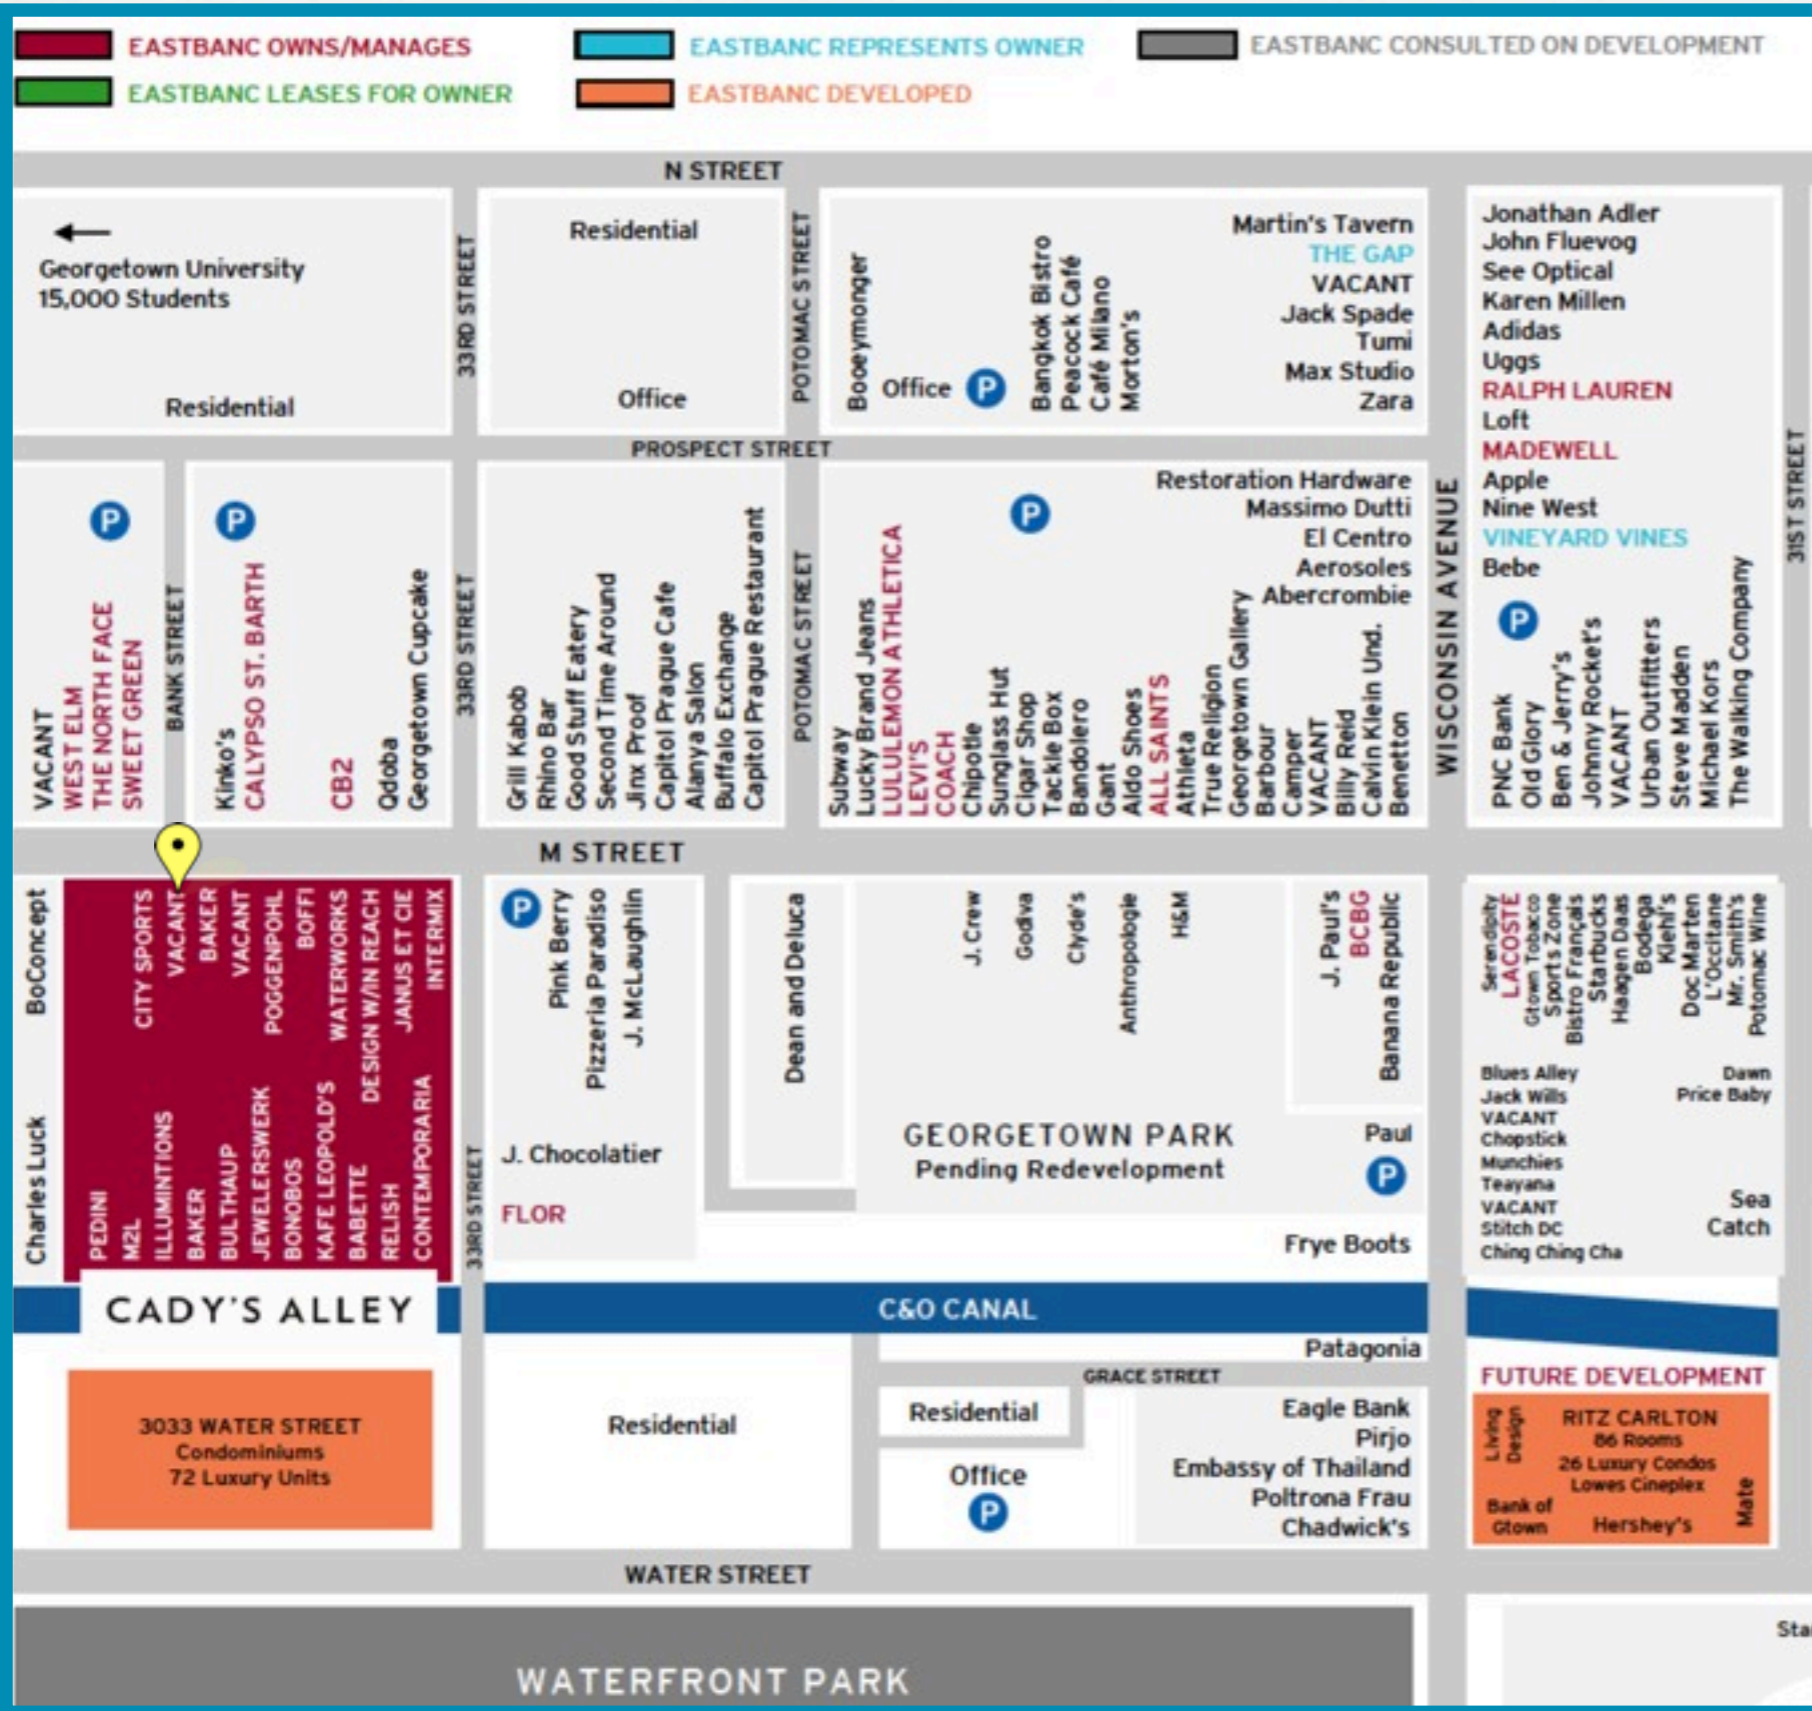 EASTBANC OWNS/MANAGES
EASTBANC REPRESENTS OWNER
EASTBANC CONSULTED ON DEVELOPMENT
EASTBANC LEASES FOR OWNER
EASTBANC DEVELOPED
N STREET
Georgetown University
15,000 Students
Residential
33RD STREET
Residential
Office
POTOMAC STREET
Booeymonger
Office
P
Bangkok Bistro
Peacock Café
Café Milano
Morton's
Martin's Tavern
THE GAP
VACANT
Jack Spade
Tumi
Max Studio
Zara
Jonathan Adler
John Fluevog
See Optical
Karen Millen
Adidas
Uggs
RALPH LAUREN
Loft
MADEWELL
Apple
Nine West
VINEYARD VINES
Bebe
31ST STREET
PROSPECT STREET
P
VACANT
WEST ELM
THE NORTH FACE
SWEET GREEN
BANK STREET
P
Kinko's
CALYPSO ST. BARTH
CB2
Qdoba
Georgetown Cupcake
33RD STREET
Grill Kabob
Rhino Bar
Good Stuff Eatery
Second Time Around
Jinx Proof
Capitol Prague Cafe
Alanya Salon
Buffalo Exchange
Capitol Prague Restaurant
POTOMAC STREET
P
Restoration Hardware
Massimo Dutti
El Centro
Aerosoles
Abercrombie
Subway
Lucky Brand Jeans
LULULEMON ATHLETICA
LEVI'S
COACH
Chipotle
Sunglass Hut
Cigar Shop
Tackle Box
Bandolero
Gant
Aldo Shoes
ALL SAINTS
Athleta
True Religion
Georgetown Gallery
Barbour
Camper
VACANT
Billy Reid
Calvin Klein Und.
Benetton
WISCONSIN AVENUE
P
PNC Bank
Old Glory
Ben & Jerry's
Johnny Rocket's
VACANT
Urban Outfitters
Steve Madden
Michael Kors
The Walking Company
M STREET
BoConcept
Charles Luck
CITY SPORTS
VACANT
BAKER
VACANT
POGGENPOHL
BOFFI
WATERWORKS
DESIGN W/IN REACH
JANUS ET CIE
INTERMIX
PEDINI
M2L
ILLUMINTIONS
BAKER
BULTHAUP
JEWELERSWERK
BONOBOS
KAFE LEOPOLD'S
BABETTE
RELISH
CONTEMPORARIA
33RD STREET
P
Pink Berry
Pizzeria Paradiso
J. McLaughlin
J. Chocolatier
FLOR
Dean and Deluca
J. Crew
Godiva
Clyde's
Anthropologie
H&M
GEORGETOWN PARK
Pending Redevelopment
J. Paul's
BCBG
Banana Republic
Paul
P
Frye Boots
Serendipity
LACOSTE
Gtown Tobacco
Sports Zone
Bistro Français
Starbucks
Haagen Daas
Bodega
Kiehl's
Doc Marten
L'Occitane
Mr. Smith's
Potomac Wine
Blues Alley
Jack Wills
VACANT
Chopstick
Munchies
Teayana
VACANT
Stitch DC
Ching Ching Cha
Dawn
Price Baby
Sea
Catch
CADY'S ALLEY
C&O CANAL
3033 WATER STREET
Condominiums
72 Luxury Units
Residential
Patagonia
GRACE STREET
Residential
Office
P
Eagle Bank
Pirjo
Embassy of Thailand
Poltrona Frau
Chadwick's
FUTURE DEVELOPMENT
Living
Design
RITZ CARLTON
86 Rooms
26 Luxury Condos
Lowes Cineplex
Bank of
Gtown
Hershey's
Mate
WATER STREET
WATERFRONT PARK
Sta